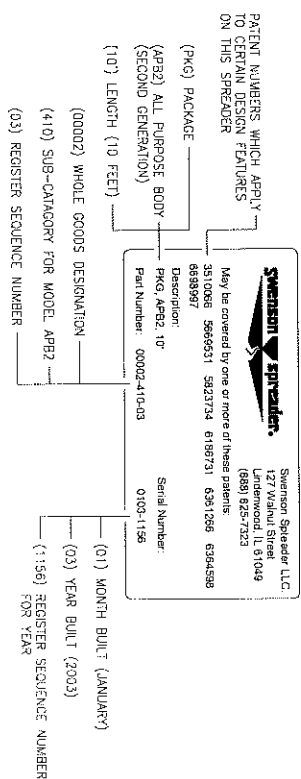 PATENT NUMBERS WHICH APPLY
TO CERTAIN DESIGN FEATURES
ON THIS SPREADER
(PKG) PACKAGE
(APB2) ALL PURPOSE BODY
(SECOND GENERATION)
(10') LENGTH (10 FEET)
(00002) WHOLE GOODS DESIGNATION
(410) SUB-CATAGORY FOR MODEL APB2
(03) REGISTER SEQUENCE NUMBER
swenson spreader.
Swenson Spreader LLC.
127 Walnut Street
Lindenwood, IL 61049
(888) 825-7323
May be covered by one or more of these patents:
3510066 5669531 5823734 6186731 6361266 6364598
6698997
Description:
PKG, APB2, 10'
Part Number: 00002-410-03
Serial Number: 0103-1156
(01) MONTH BUILT (JANUARY)
(03) YEAR BUILT (2003)
(1156) REGISTER SEQUENCE NUMBER
FOR YEAR